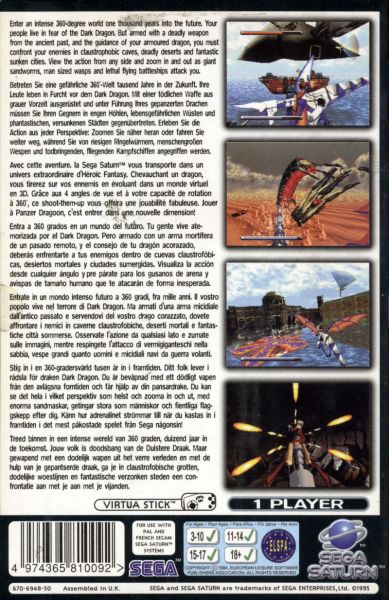 Enter an intense 360-degree world one thousand years into the future. Your
people live in fear of the Dark Dragon. But armed with a deadly weapon
from the ancient past, and the guidance of your armoured dragon, you must
confront your enemies in claustrophobic caves, deadly deserts and fantastic
sunken cities. View the action from any side and zoom in and out as giant
sandworms, man sized wasps and lethal flying battleships attack you.
Betreten Sie eine gefährliche 360°-Welt tausend Jahre in der Zukunft. Ihre
Leute leben in Furcht vor dem Dark Dragon. Mit einer tödlichen Waffe aus
grauer Vorzeit ausgerüstet und unter Führung Ihres gepanzerten Drachen
müssen Sie Ihren Gegnern in engen Höhlen, lebensgefährlichen Wüsten und
phantastischen, versunkenen Städten gegenübertreten. Erleben Sie die
Action aus jeder Perspektive: Zoomen Sie näher heran oder fahren Sie
weiter weg, während Sie von riesigen Ringelwürmern, menschengroßen
Wespen und todbringenden, fliegenden Kampfschiffen angegriffen werden.
Avec cette aventure, la Sega Saturn™ vous transporte dans un
univers extraordinaire d'Héroic Fantasy. Chevauchant un dragon,
vous tirerez sur vos ennemis en évoluant dans un monde virtuel
en 3D. Grâce aux 4 angles de vue et à votre capacité de rotation
à 360°, ce shoot-them-up vous offrira une jouabilité fabuleuse. Jouer
à Panzer Dragoon, c'est entrer dans une nouvelle dimension!
Entra a 360 grados en un mundo del futuro. Tu gente vive ate-
morizada por el Dark Dragon. Pero armado con un arma mortífera
de un pasado remoto, y el consejo de tu dragón acorazado,
deberás enfrentarte a tus enemigos dentro de cuevas claustrofóbi-
cas, desiertos mortales y ciudades sumergidas. Visualiza la acción
desde cualquier ángulo y pre párate para los gusanos de arena y
avispas de tamaño humano que te atacarán de forma inesperada.
Entrate in un mondo intenso futuro a 360 gradi, fra mille anni. Il vostro
popolo vive nel terrore di Dark Dragon. Ma armati d'una arma micidiale
dall'antico passato e servendovi del vostro drago corazzato, dovete
affrontare i nemici in caverne claustrofobiche, deserti mortali e fantas-
tiche città sommerse. Osservate l'azione da qualsiasi lato e zumate
sulle immagini, mentre respingete l'attacco di vermigiganteschi nella
sabbia, vespe grandi quanto uomini e micidiali navi da guerra volanti.
Stig in i en 360-gradersvärld tusen år in i framtiden. Ditt folk lever i
rädsla för draken Dark Dragon. Du är beväpnad med ett dödligt vapen
från den avlägsna forntiden och får hjälp av din pansardrake. Du kan
se det hela i vilket perspektiv som helst och zooma in och ut, med
enorma sandmaskar, getingar stora som människor och fientliga flag-
gskepp efter dig. Känn hur adrenalinet strömmar till när du kastas in i
framtiden i det mest påkostade spelet från Sega någonsin!
Treed binnen in een intense wereld van 360 graden, duizend jaar in
de toekomst. Jouw volk is doodsbang van de Duistere Draak. Maar
gewapend met een dodelijk wapen uit het verre verleden en met de
hulp van je gepantserde draak, ga je in claustrofobische grotten,
dodelijke woestijnen en fantastische verzonken steden een con-
frontatie aan met je aan met je vijanden.
VIRTUA STICK™
1 PLAYER
4 974365 810092 >
FOR USE WITH
PAL AND
FRENCH SECAM
SEGA SATURN™
SYSTEMS
SEGA
For Ages / Pour Ages / Para Años / Für Jahre / Per Anni
3-10
11-14
15-17
18+
ELSPA
COPYRIGHT © 1994. EUROPEAN LEISURE SOFTWARE
PUBLISHERS ASSOCIATION. ALL RIGHTS RESERVED.
SEGA SATURN™
670-6948-50
Assembled in U.K.
SEGA and SEGA SATURN are trademarks of SEGA ENTERPRISES, Ltd. ©1995